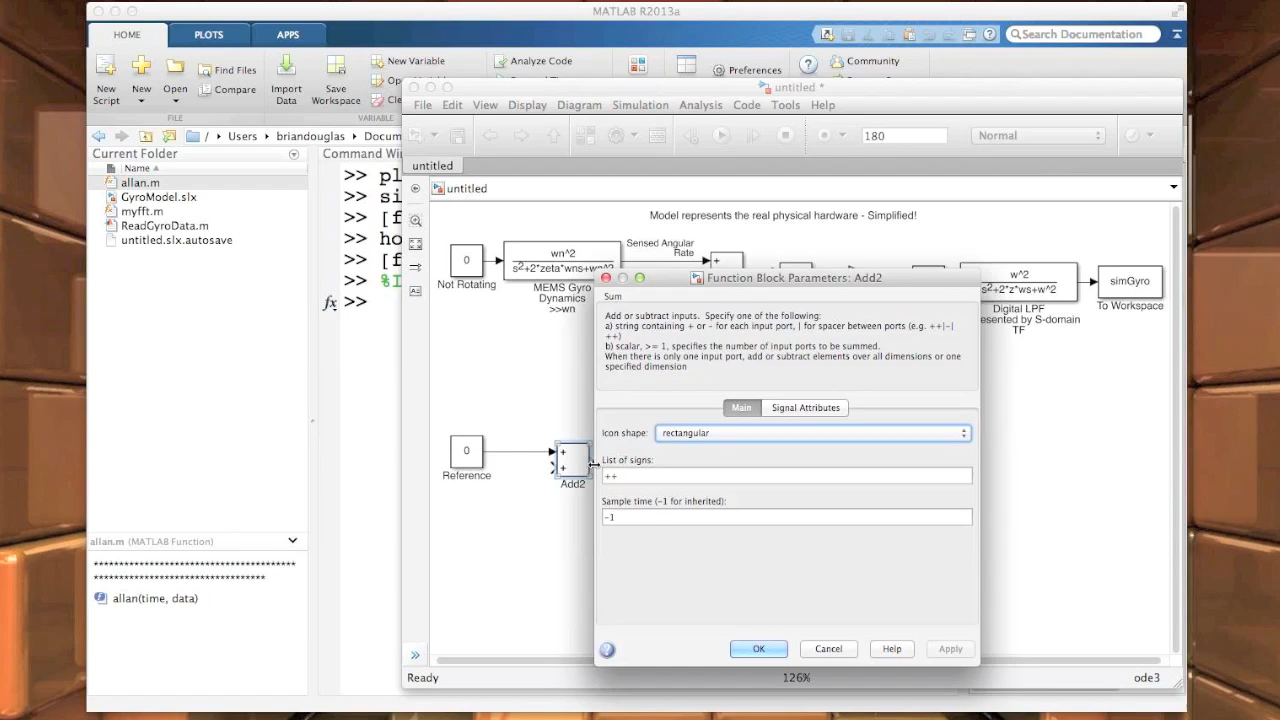 MATLAB R2013a
HOME
PLOTS
APPS
Search Documentation
New Script
New
Open
Find Files
Compare
Import Data
Save Workspace
New Variable
Analyze Code
Preferences
Community
FILE
VARIABLE
/ Users ▸ briandouglas ▸ Docum
untitled *
File Edit View Display Diagram Simulation Analysis Code Tools Help
180
Normal
untitled
untitled
Current Folder
Name
allan.m
GyroModel.slx
myfft.m
ReadGyroData.m
untitled.slx.autosave
Command Wi
>> pl
>> si
>> [f
>> ho
>> [f
fx >>
Model represents the real physical hardware - Simplified!
0
Not Rotating
wn^2
s2+2*zeta*wns+wn^2
MEMS Gyro
Dynamics
>>wn
Sensed Angular
Rate
+
w^2
s2+2*z*ws+w^2
Digital LPF
esented by S-domain
TF
simGyro
To Workspace
0
Reference
+
+
Add2
Function Block Parameters: Add2
Sum
Add or subtract inputs. Specify one of the following:
a) string containing + or - for each input port, | for spacer between ports (e.g. ++|-|
++)
b) scalar, >= 1, specifies the number of input ports to be summed.
When there is only one input port, add or subtract elements over all dimensions or one
specified dimension
Main
Signal Attributes
Icon shape: rectangular
List of signs:
++
Sample time (-1 for inherited):
-1
OK
Cancel
Help
Apply
allan.m (MATLAB Function)
allan(time, data)
Ready
126%
ode3